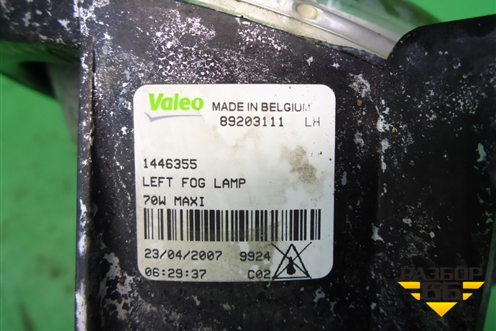 Valeo MADE IN BELGIUM
89203111 LH
1446355
LEFT FOG LAMP
70W MAXI
23/04/2007 9924
06:29:37 C02
РАЗБОР
66